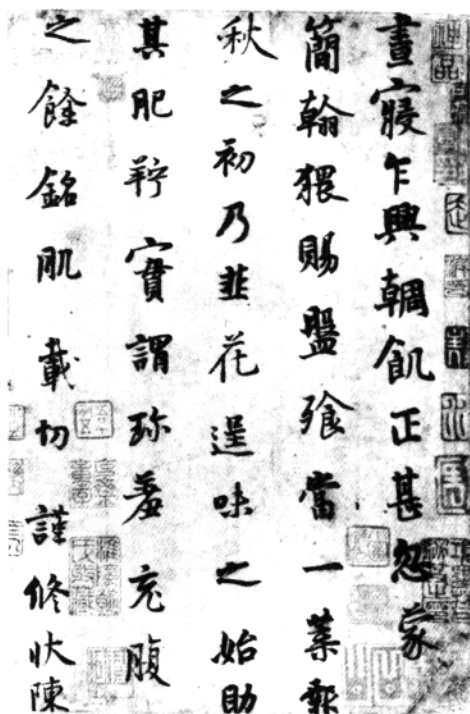 神品
晝寢乍興輖飢正甚忽蒙
簡翰猥賜盤飧當一葉報
秋之初乃韭花逞味之始助
其肥羜實謂珍羞充腹
之餘銘肌載切謹修狀陳